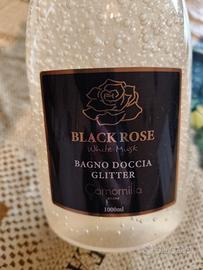 BLACK ROSE
White Musk
BAGNO DOCCIA
GLITTER
Camomilla
1000ml